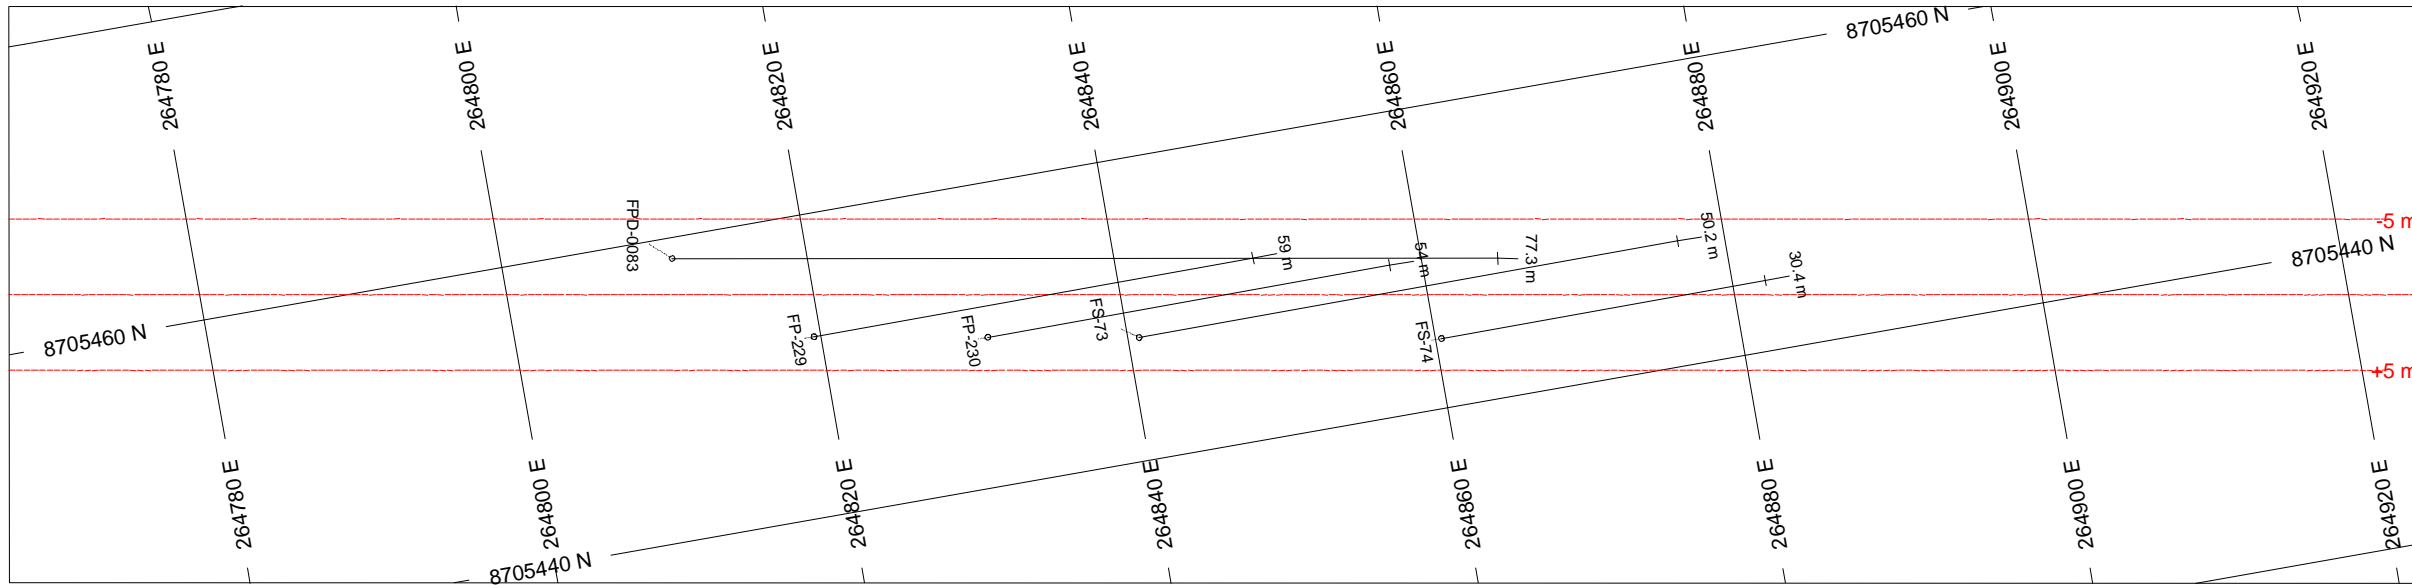 264780 E
264800 E
264820 E
264840 E
264860 E
264880 E
264900 E
264920 E
8705460 N
-5 m
8705440 N
FPD-0083
59 m
54 m
77.3 m
50.2 m
30.4 m
8705460 N
FP-229
FP-230
FS-73
FS-74
+5 m
264780 E
264800 E
264820 E
264840 E
264860 E
264880 E
264900 E
264920 E
8705440 N